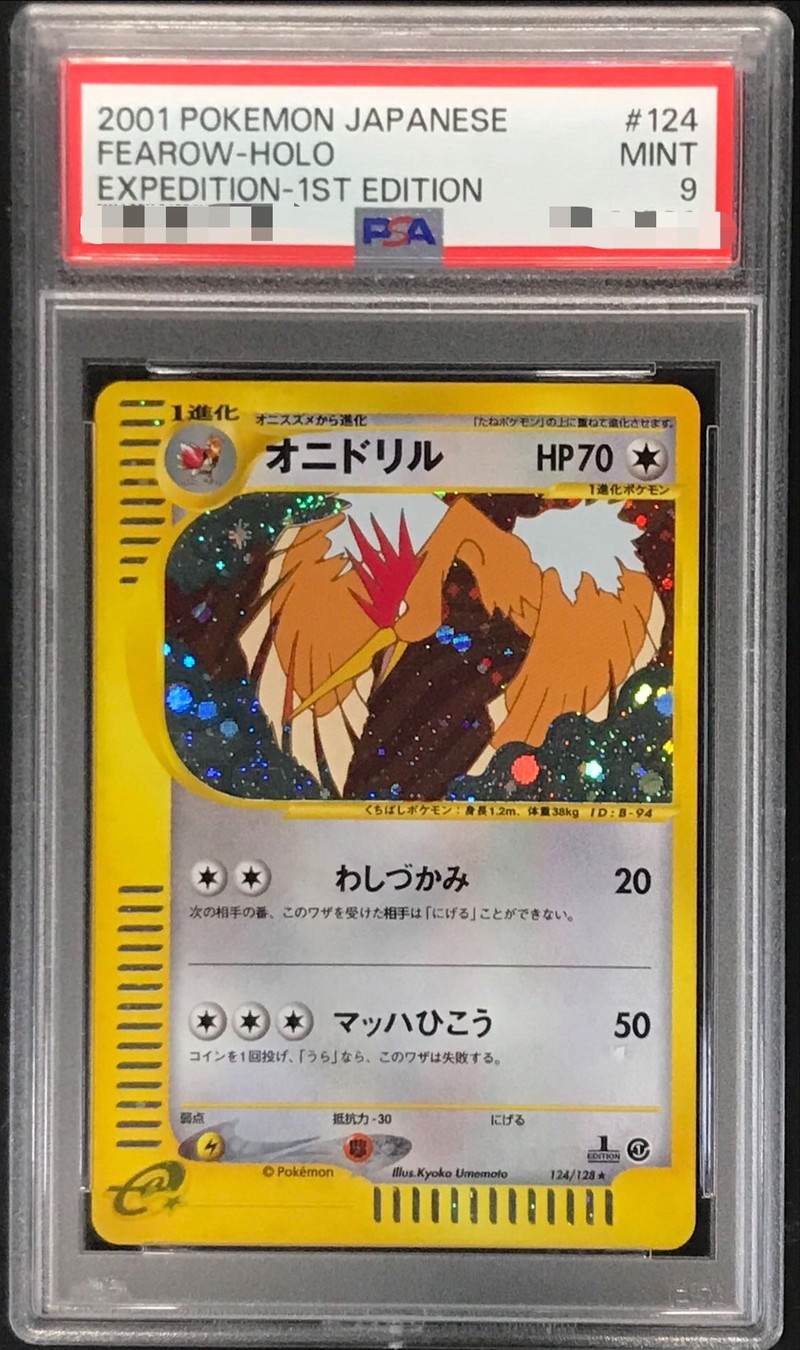 2001 POKEMON JAPANESE #124
FEAROW-HOLO MINT
EXPEDITION-1ST EDITION 9
PSA
1進化 オニスズメから進化 「たねポケモン」の上に重ねて進化させます。
オニドリル HP70
1進化ポケモン
くちばしポケモン：身長1.2m、体重38kg ID：B-94
わしづかみ 20
次の相手の番、このワザを受けた相手は「にげる」ことができない。
マッハひこう 50
コインを1回投げ、「うら」なら、このワザは失敗する。
弱点 抵抗力-30 にげる
1
EDITION
©Pokémon Illus.Kyoko Umemoto 124/128★
e